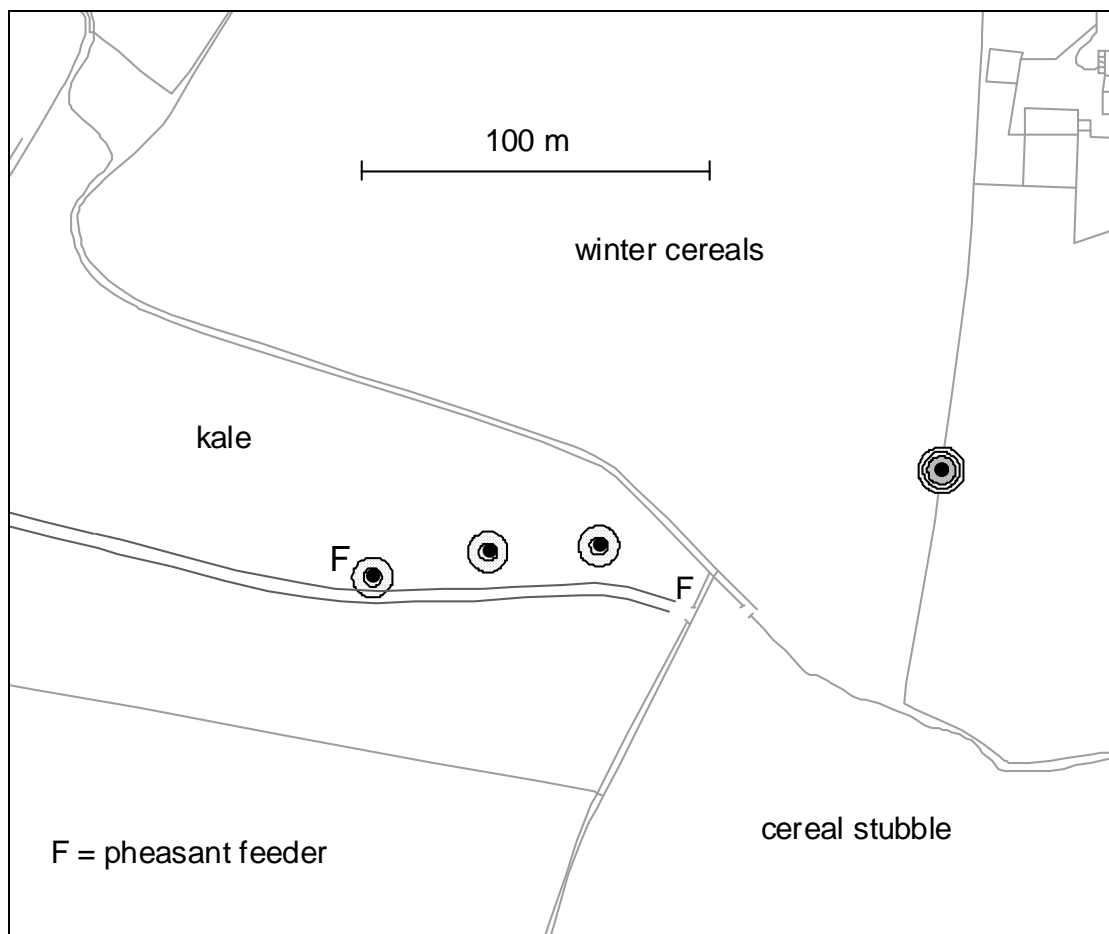 100 m
winter cereals
kale
F
F
cereal stubble
F = pheasant feeder